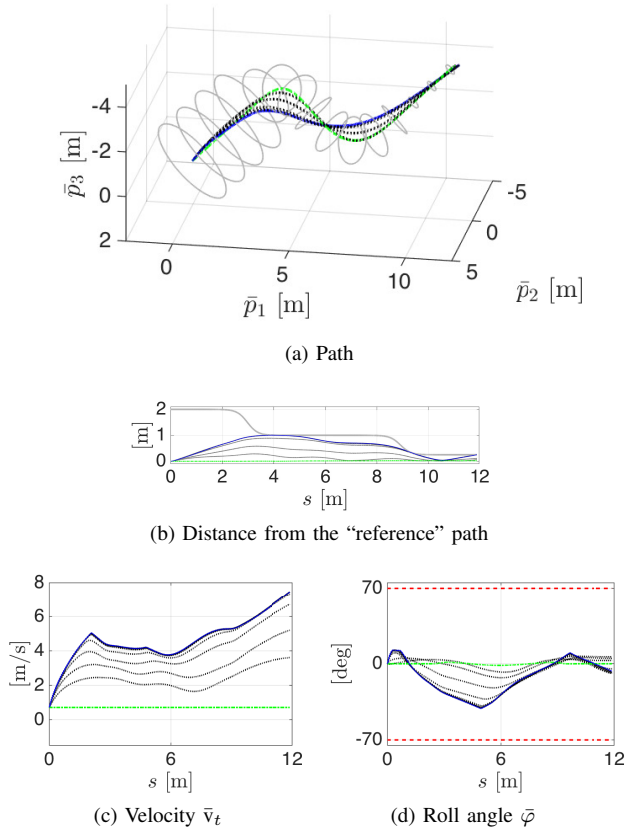 -4
-2
0
2
p̄₃ [m]
0
5
10
p̄₁ [m]
-5
0
5
p̄₂ [m]
(a) Path
2
1
0
[m]
0 2 4 6 8 10 12
s [m]
(b) Distance from the “reference” path
8
6
4
2
0
[m/s]
0 6 12
s [m]
(c) Velocity v̄ₜ
70
0
-70
[deg]
0 6 12
s [m]
(d) Roll angle φ̄